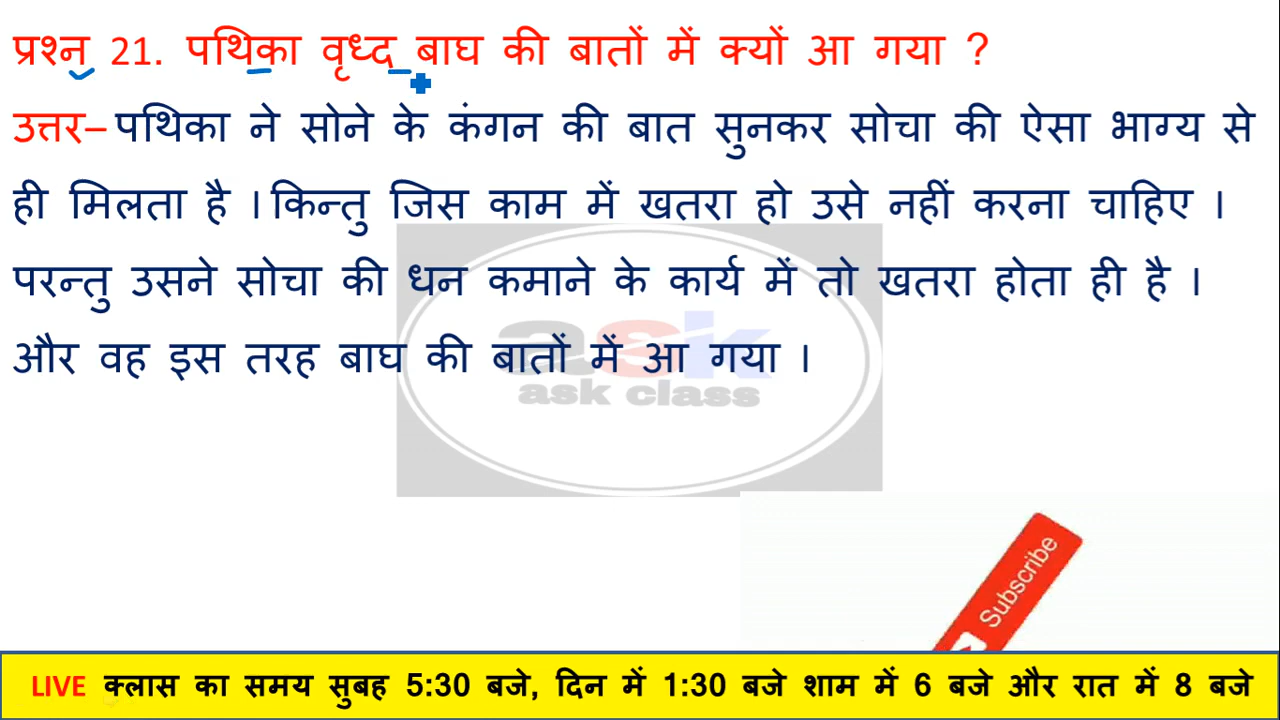 प्रश्न 21. पथिका वृध्द बाघ की बातों में क्यों आ गया ?
उत्तर– पथिका ने सोने के कंगन की बात सुनकर सोचा की ऐसा भाग्य से
ही मिलता है । किन्तु जिस काम में खतरा हो उसे नहीं करना चाहिए ।
परन्तु उसने सोचा की धन कमाने के कार्य में तो खतरा होता ही है ।
और वह इस तरह बाघ की बातों में आ गया ।
ask
ask class
Subscribe
LIVE क्लास का समय सुबह 5:30 बजे, दिन में 1:30 बजे शाम में 6 बजे और रात में 8 बजे